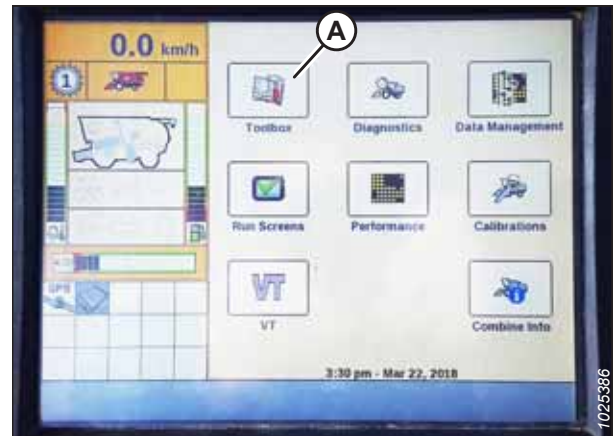 0.0 km/h
A
1
Toolbox
Diagnostics
Data Management
Run Screens
Performance
Calibrations
GPS
VT
VT
Combine Info
3:30 pm - Mar 22, 2018
1025386